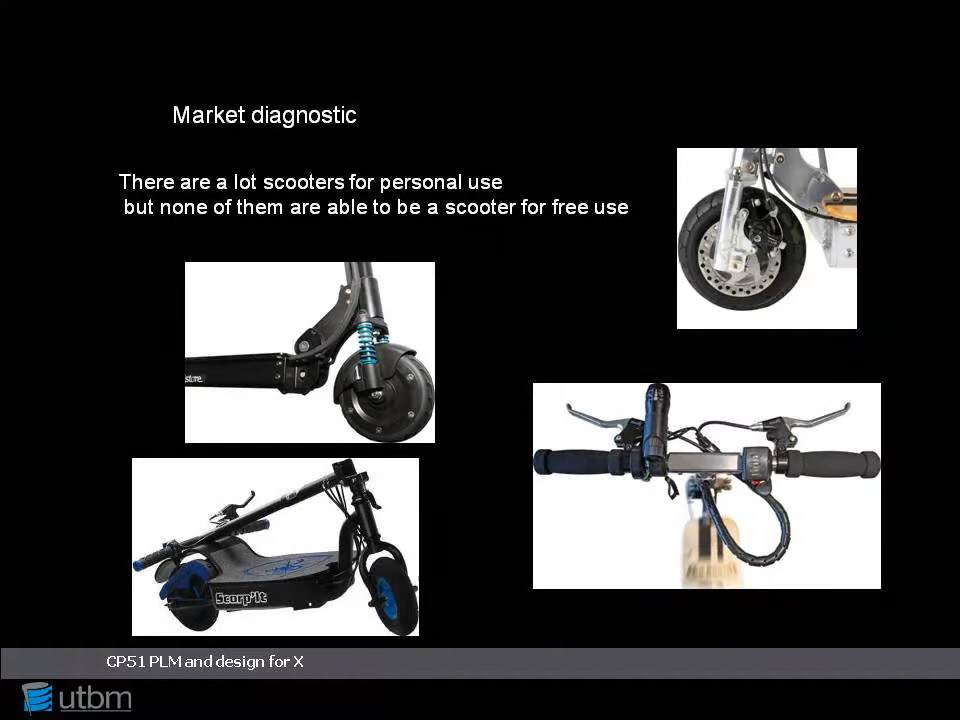 Market diagnostic
There are a lot scooters for personal use
but none of them are able to be a scooter for free use
store
Scorp'It
CP51 PLM and design for X
utbm